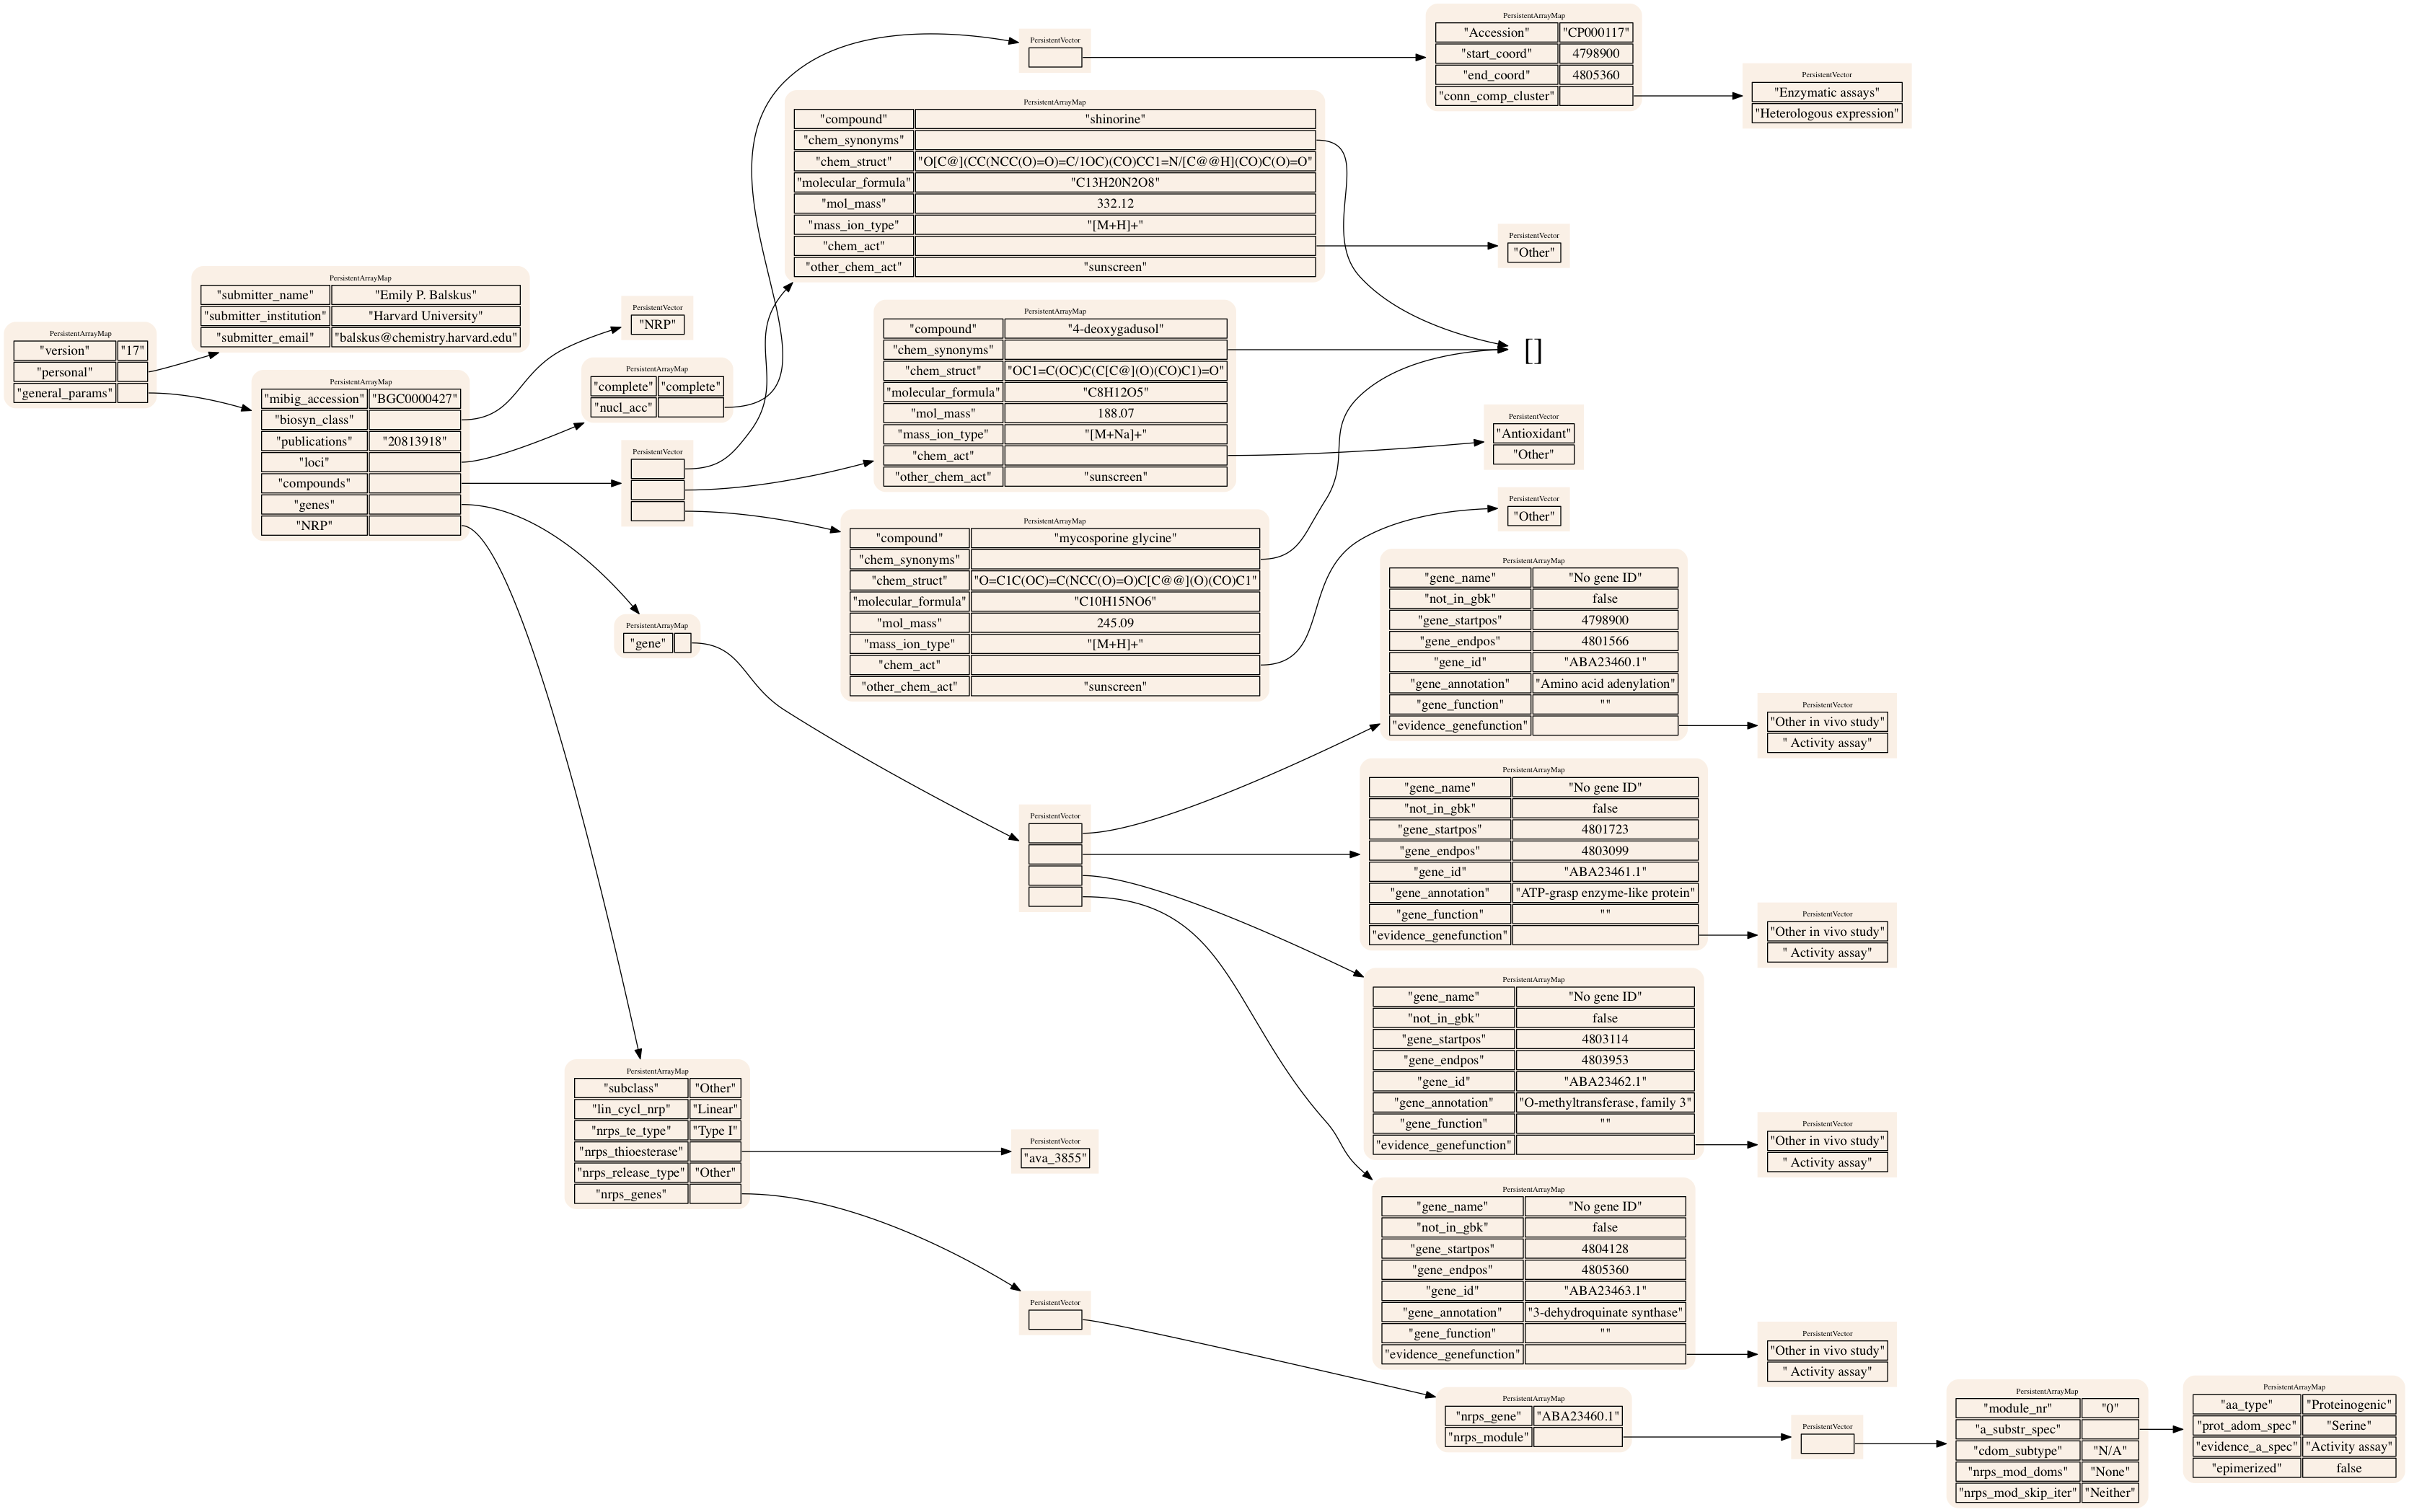 PersistentArrayMap
"version" "17"
"personal"
"general_params"
PersistentArrayMap
"submitter_name" "Emily P. Balskus"
"submitter_institution" "Harvard University"
"submitter_email" "balskus@chemistry.harvard.edu"
PersistentArrayMap
"mibig_accession" "BGC0000427"
"biosyn_class"
"publications" "20813918"
"loci"
"compounds"
"genes"
"NRP"
PersistentVector
"NRP"
PersistentArrayMap
"complete" "complete"
"nucl_acc"
PersistentVector
PersistentArrayMap
"gene"
PersistentArrayMap
"subclass" "Other"
"lin_cycl_nrp" "Linear"
"nrps_te_type" "Type I"
"nrps_thioesterase"
"nrps_release_type" "Other"
"nrps_genes"
PersistentVector
PersistentArrayMap
"compound" "shinorine"
"chem_synonyms"
"chem_struct" "O[C@](CC(NCC(O)=O)=C/1OC)(CO)CC1=N/[C@@H](CO)C(O)=O"
"molecular_formula" "C13H20N2O8"
"mol_mass" 332.12
"mass_ion_type" "[M+H]+"
"chem_act"
"other_chem_act" "sunscreen"
PersistentArrayMap
"compound" "4-deoxygadusol"
"chem_synonyms"
"chem_struct" "OC1=C(OC)C(C[C@](O)(CO)C1)=O"
"molecular_formula" "C8H12O5"
"mol_mass" 188.07
"mass_ion_type" "[M+Na]+"
"chem_act"
"other_chem_act" "sunscreen"
PersistentArrayMap
"compound" "mycosporine glycine"
"chem_synonyms"
"chem_struct" "O=C1C(OC)=C(NCC(O)=O)C[C@@](O)(CO)C1"
"molecular_formula" "C10H15NO6"
"mol_mass" 245.09
"mass_ion_type" "[M+H]+"
"chem_act"
"other_chem_act" "sunscreen"
PersistentVector
PersistentVector
"ava_3855"
PersistentVector
PersistentArrayMap
"Accession" "CP000117"
"start_coord" 4798900
"end_coord" 4805360
"conn_comp_cluster"
PersistentVector
"Enzymatic assays"
"Heterologous expression"
PersistentVector
"Other"
[]
PersistentVector
"Antioxidant"
"Other"
PersistentVector
"Other"
PersistentArrayMap
"gene_name" "No gene ID"
"not_in_gbk" false
"gene_startpos" 4798900
"gene_endpos" 4801566
"gene_id" "ABA23460.1"
"gene_annotation" "Amino acid adenylation"
"gene_function" ""
"evidence_genefunction"
PersistentVector
"Other in vivo study"
" Activity assay"
PersistentArrayMap
"gene_name" "No gene ID"
"not_in_gbk" false
"gene_startpos" 4801723
"gene_endpos" 4803099
"gene_id" "ABA23461.1"
"gene_annotation" "ATP-grasp enzyme-like protein"
"gene_function" ""
"evidence_genefunction"
PersistentVector
"Other in vivo study"
" Activity assay"
PersistentArrayMap
"gene_name" "No gene ID"
"not_in_gbk" false
"gene_startpos" 4803114
"gene_endpos" 4803953
"gene_id" "ABA23462.1"
"gene_annotation" "O-methyltransferase, family 3"
"gene_function" ""
"evidence_genefunction"
PersistentVector
"Other in vivo study"
" Activity assay"
PersistentArrayMap
"gene_name" "No gene ID"
"not_in_gbk" false
"gene_startpos" 4804128
"gene_endpos" 4805360
"gene_id" "ABA23463.1"
"gene_annotation" "3-dehydroquinate synthase"
"gene_function" ""
"evidence_genefunction"
PersistentVector
"Other in vivo study"
" Activity assay"
PersistentArrayMap
"nrps_gene" "ABA23460.1"
"nrps_module"
PersistentVector
PersistentArrayMap
"module_nr" "0"
"a_substr_spec"
"cdom_subtype" "N/A"
"nrps_mod_doms" "None"
"nrps_mod_skip_iter" "Neither"
PersistentArrayMap
"aa_type" "Proteinogenic"
"prot_adom_spec" "Serine"
"evidence_a_spec" "Activity assay"
"epimerized" false